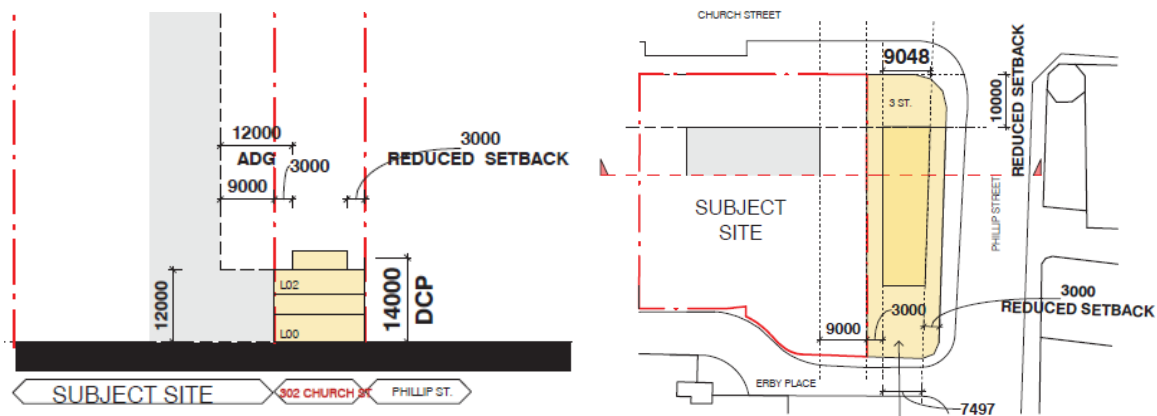 12000
ADG
3000
9000
3000
REDUCED SETBACK
L02
L00
12000
14000
DCP
SUBJECT SITE
302 CHURCH ST
PHILLIP ST.
CHURCH STREET
9048
3 ST.
10000
REDUCED SETBACK
PHILLIP STREET
SUBJECT
SITE
3000
REDUCED SETBACK
9000
3000
ERBY PLACE
7497